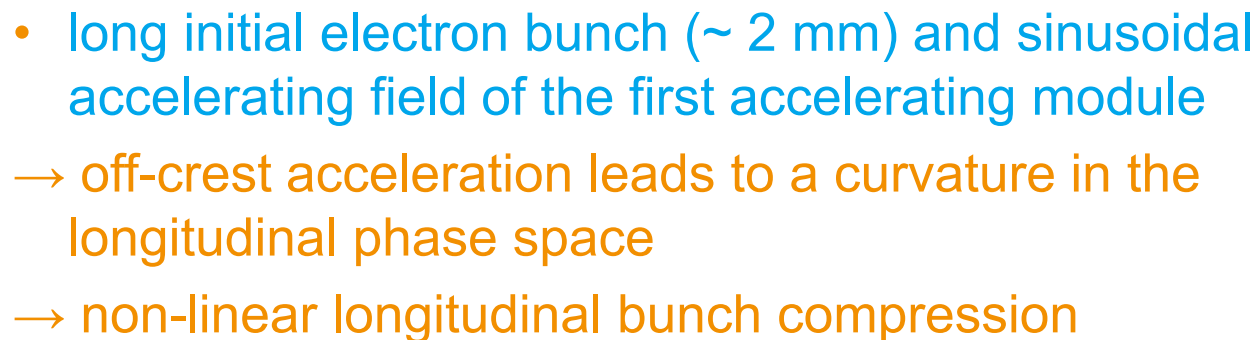 • long initial electron bunch (~ 2 mm) and sinusoidal
accelerating field of the first accelerating module
→ off-crest acceleration leads to a curvature in the
longitudinal phase space
→ non-linear longitudinal bunch compression